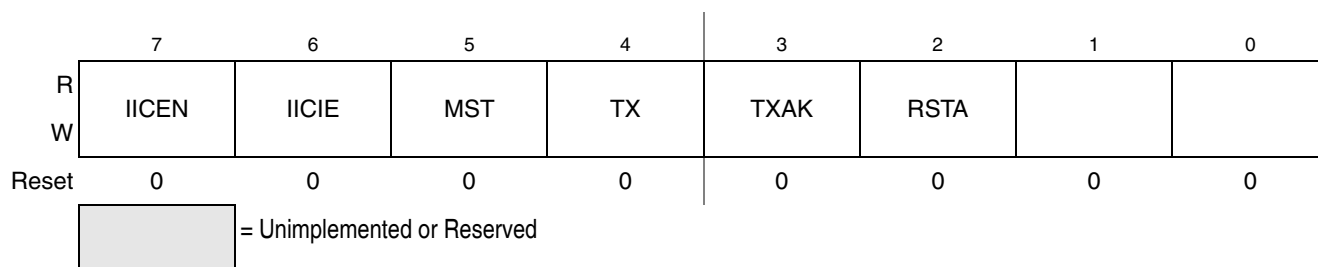 7 6 5 4 3 2 1 0
R
IICEN IICIE MST TX TXAK RSTA
W
Reset 0 0 0 0 0 0 0 0
= Unimplemented or Reserved